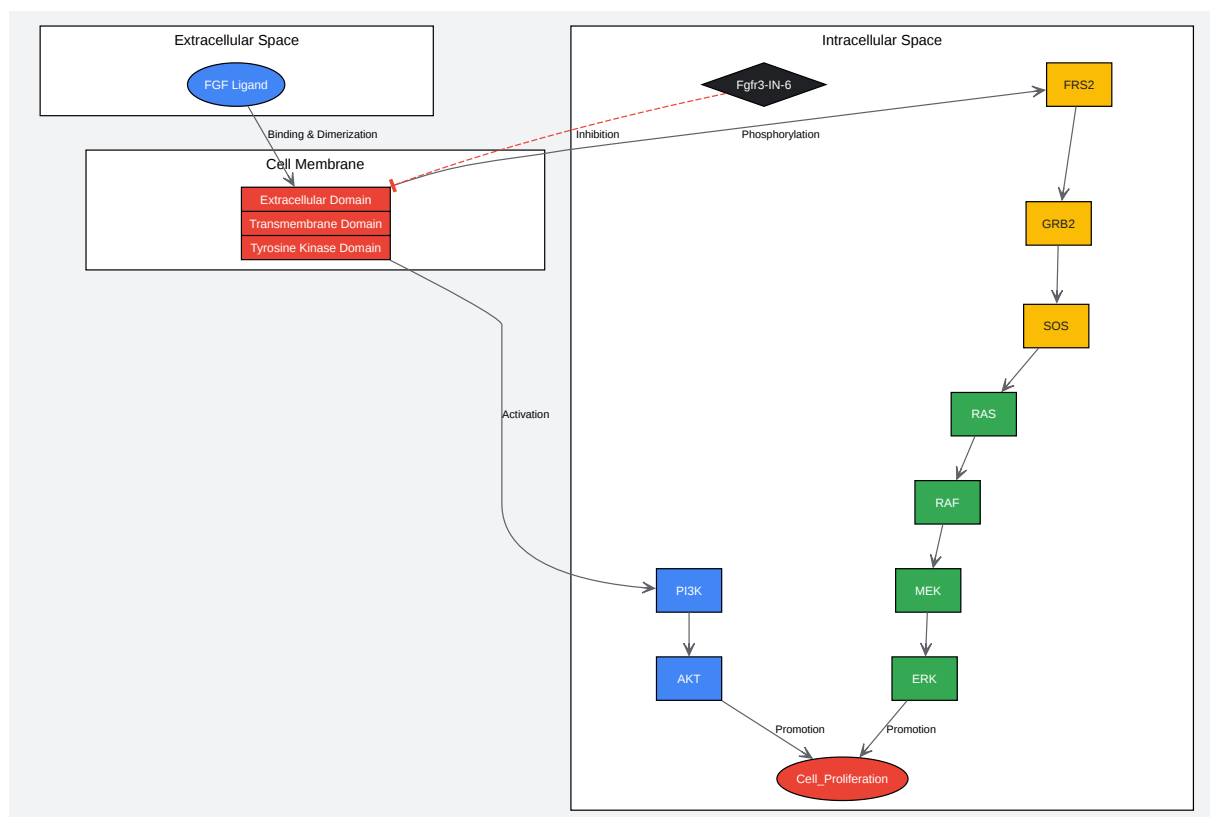 Extracellular Space
Intracellular Space
FGF Ligand
Fgfr3-IN-6
FRS2
Binding & Dimerization
Inhibition
Phosphorylation
Cell Membrane
Extracellular Domain
Transmembrane Domain
Tyrosine Kinase Domain
GRB2
SOS
Activation
RAS
RAF
PI3K
MEK
AKT
ERK
Promotion
Promotion
Cell_Proliferation